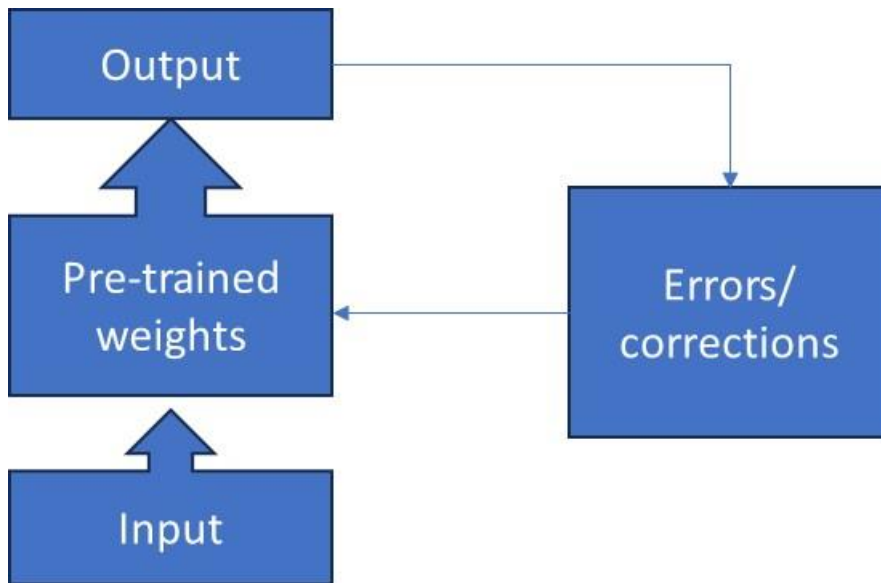 Output
Pre-trained
weights
Errors/
corrections
Input